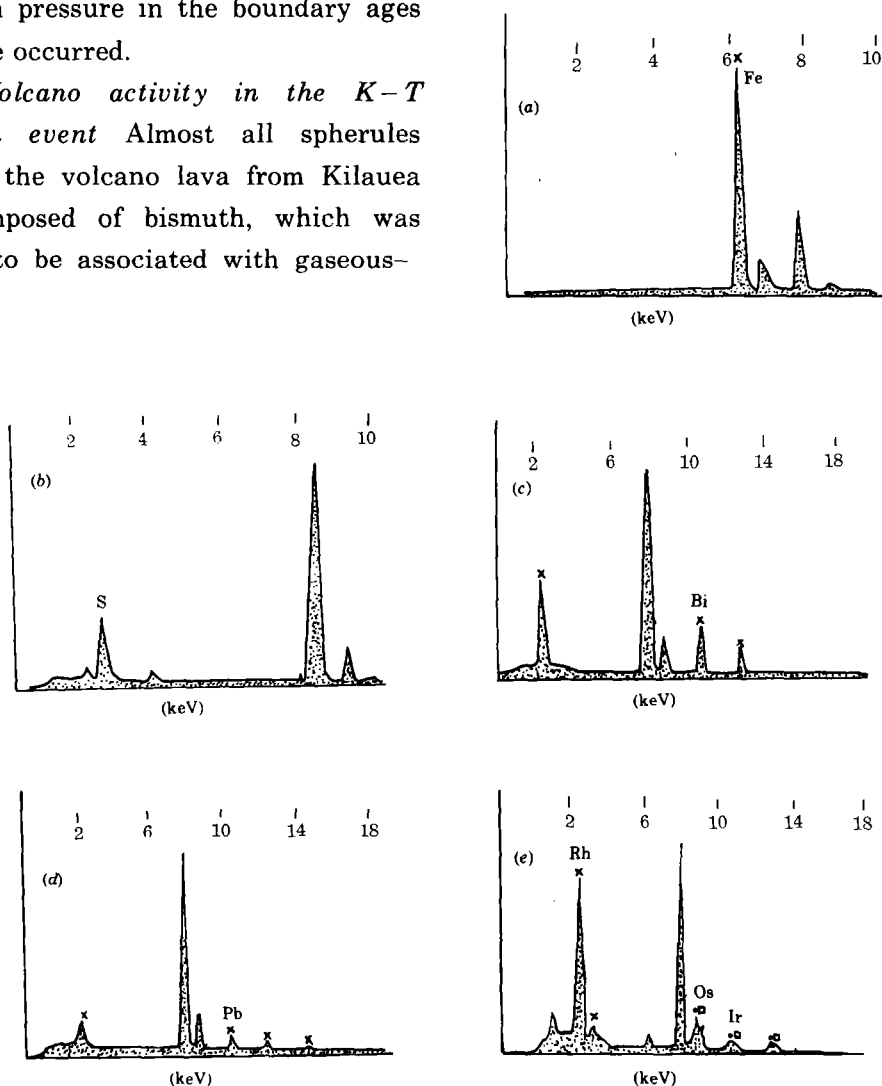 pressure in the boundary ages
occurred.
olcano activity in the K–T
event Almost all spherules
the volcano lava from Kilauea
posed of bismuth, which was
to be associated with gaseous–
2 4 6 8 10
x
Fe
(a)
(keV)
2 4 6 8 10
(b)
S
(keV)
2 6 10 14 18
(c)
x
Bi
x
x
(keV)
2 6 10 14 18
(d)
x
Pb
x
x
x
(keV)
2 6 10 14 18
(e)
Rh
x
x
Os
Ir
(keV)